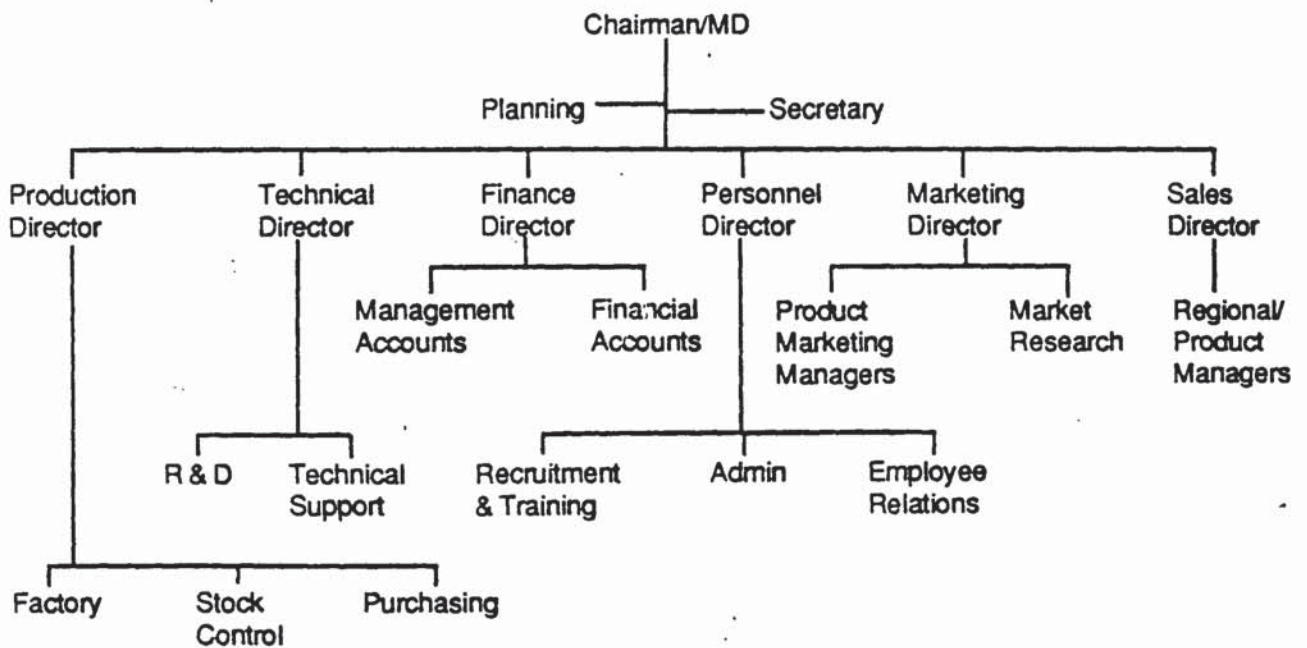 Chairman/MD
Planning
Secretary
Production
Director
Technical
Director
Finance
Director
Personnel
Director
Marketing
Director
Sales
Director
Management
Accounts
Financial
Accounts
Product
Marketing
Managers
Market
Research
Regional/
Product
Managers
R & D
Technical
Support
Recruitment
& Training
Admin
Employee
Relations
Factory
Stock
Control
Purchasing